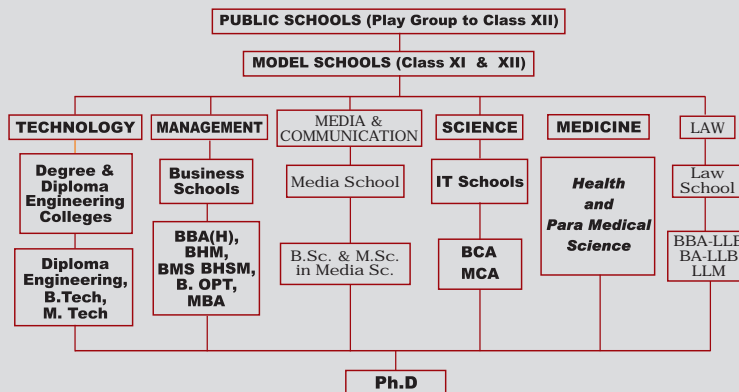 PUBLIC SCHOOLS (Play Group to Class XII)
MODEL SCHOOLS (Class XI & XII)
TECHNOLOGY
Degree &
Diploma
Engineering
Colleges
Diploma
Engineering,
B.Tech,
M. Tech
MANAGEMENT
Business
Schools
BBA(H),
BHM,
BMS BHSM,
B. OPT,
MBA
MEDIA &
COMMUNICATION
Media School
B.Sc. & M.Sc.
in Media Sc.
SCIENCE
IT Schools
BCA
MCA
MEDICINE
Health
and
Para Medical
Science
LAW
Law
School
BBA-LLB
BA-LLB
LLM
Ph.D